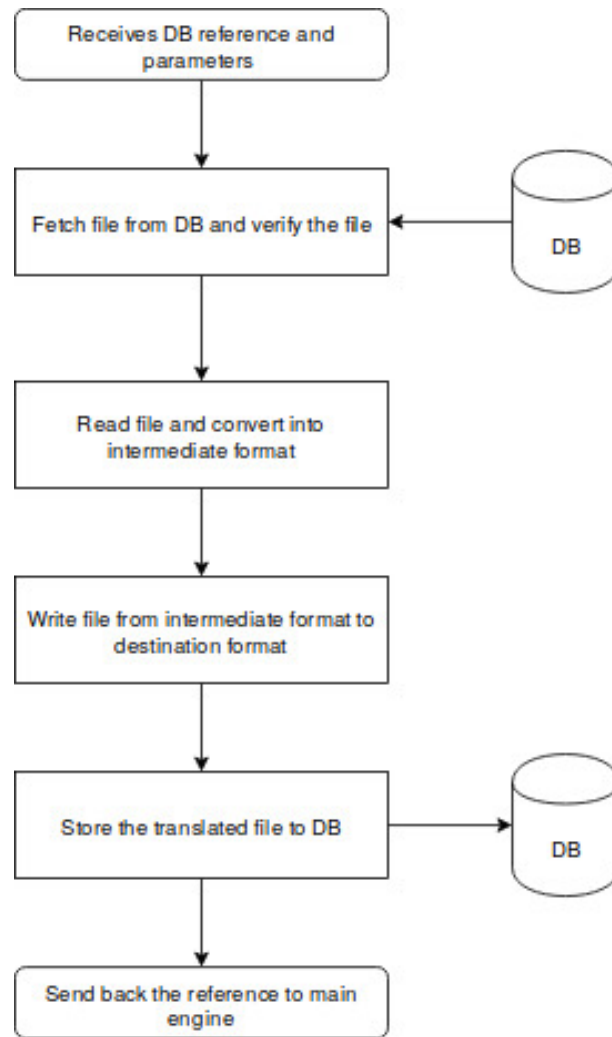 Receives DB reference and
parameters
Fetch file from DB and verify the file
DB
Read file and convert into
intermediate format
Write file from intermediate format to
destination format
Store the translated file to DB
DB
Send back the reference to main
engine